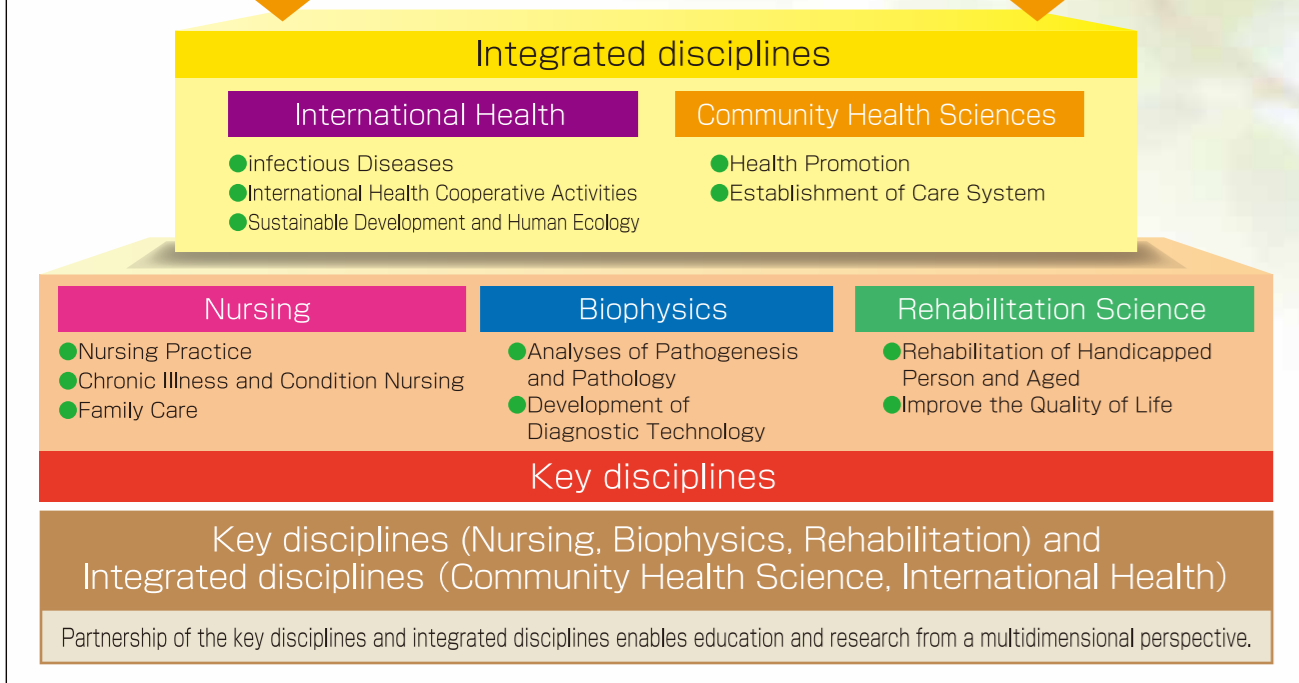 Integrated disciplines
International Health
●infectious Diseases
●International Health Cooperative Activities
●Sustainable Development and Human Ecology
Community Health Sciences
●Health Promotion
●Establishment of Care System
Nursing
●Nursing Practice
●Chronic Illness and Condition Nursing
●Family Care
Biophysics
●Analyses of Pathogenesis
and Pathology
●Development of
Diagnostic Technology
Rehabilitation Science
●Rehabilitation of Handicapped
Person and Aged
●Improve the Quality of Life
Key disciplines
Key disciplines (Nursing, Biophysics, Rehabilitation) and
Integrated disciplines (Community Health Science, International Health)
Partnership of the key disciplines and integrated disciplines enables education and research from a multidimensional perspective.